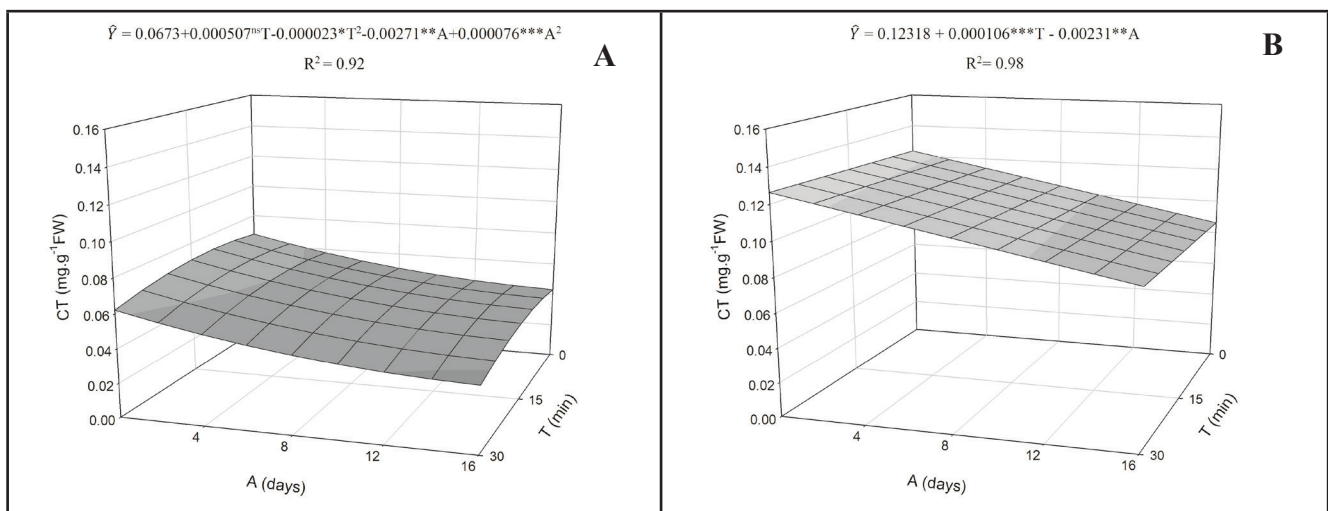 Ŷ = 0.0673+0.000507ⁿˢT-0.000023*T²-0.00271**A+0.000076***A²
R² = 0.92
A
0.16
0.14
0.12
0.10
0.08
0.06
0.04
0.02
0.00
CT (mg.g⁻¹FW)
4
8
12
16
A (days)
0
15
30
T (min)
Ŷ = 0.12318 + 0.000106***T - 0.00231**A
R²= 0.98
B
0.16
0.14
0.12
0.10
0.08
0.06
0.04
0.02
0.00
CT (mg.g⁻¹FW)
4
8
12
16
A (days)
0
15
30
T (min)